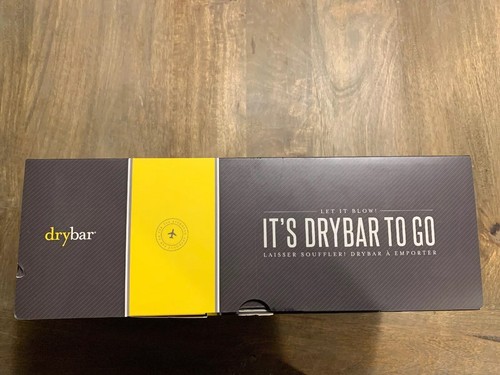 drybar
LET IT BLOW!
IT'S DRYBAR TO GO
LAISSER SOUFFLER! DRYBAR À EMPORTER